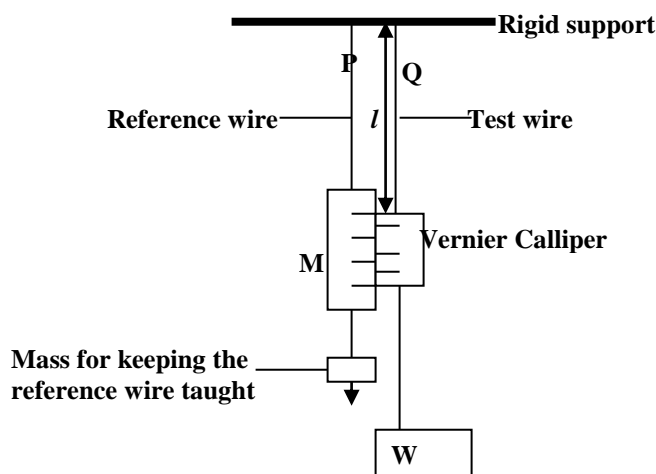 Rigid support
P
Q
Reference wire
l
Test wire
Vernier Calliper
M
Mass for keeping the
reference wire taught
W